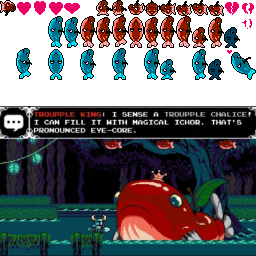 TROUPPLE KING: I SENSE A TROUPPLE CHALICE!
I CAN FILL IT WITH MAGICAL ICHOR. THAT'S
PRONOUNCED EYE-CORE.